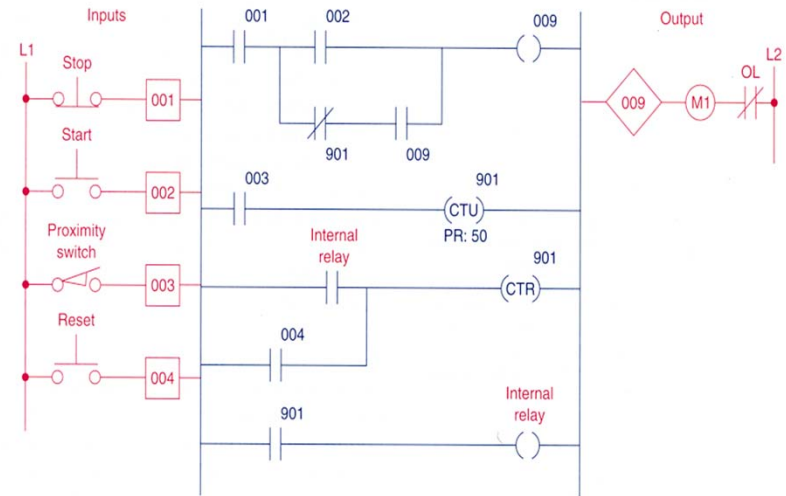 Inputs
Output
L1
L2
Stop
001
Start
002
Proximity
switch
003
Reset
004
001
002
009
901
009
003
901
CTU
PR: 50
Internal
relay
901
CTR
004
901
Internal
relay
009
M1
OL